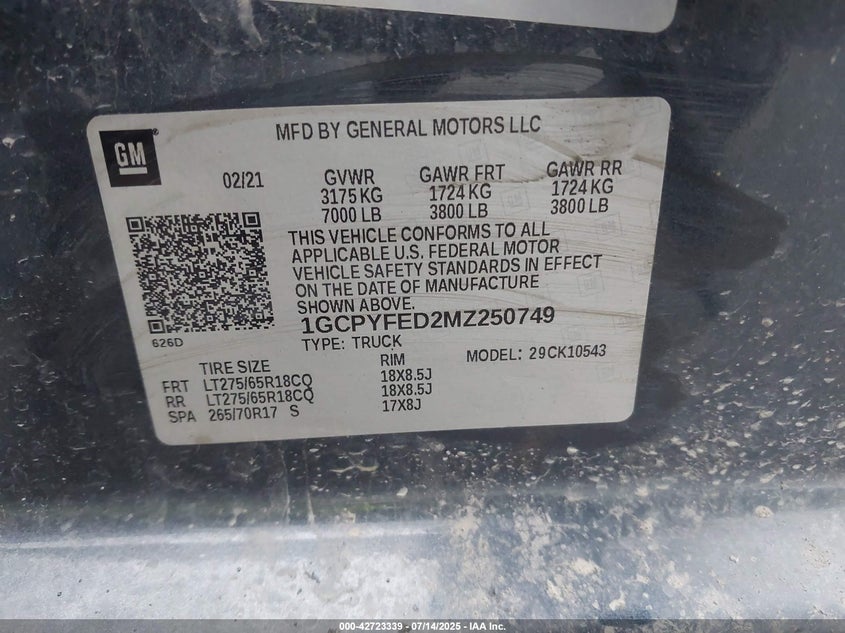 GM
MFD BY GENERAL MOTORS LLC
02/21
GVWR GAWR FRT GAWR RR
3175 KG 1724 KG 1724 KG
7000 LB 3800 LB 3800 LB
THIS VEHICLE CONFORMS TO ALL
APPLICABLE U.S. FEDERAL MOTOR
VEHICLE SAFETY STANDARDS IN EFFECT
ON THE DATE OF MANUFACTURE
SHOWN ABOVE.
1GCPYFED2MZ250749
626D
TYPE: TRUCK MODEL: 29CK10543
TIRE SIZE RIM
FRT LT275/65R18CQ 18X8.5J
RR LT275/65R18CQ 18X8.5J
SPA 265/70R17 S 17X8J
000-42723339 - 07/14/2025 - IAA Inc.